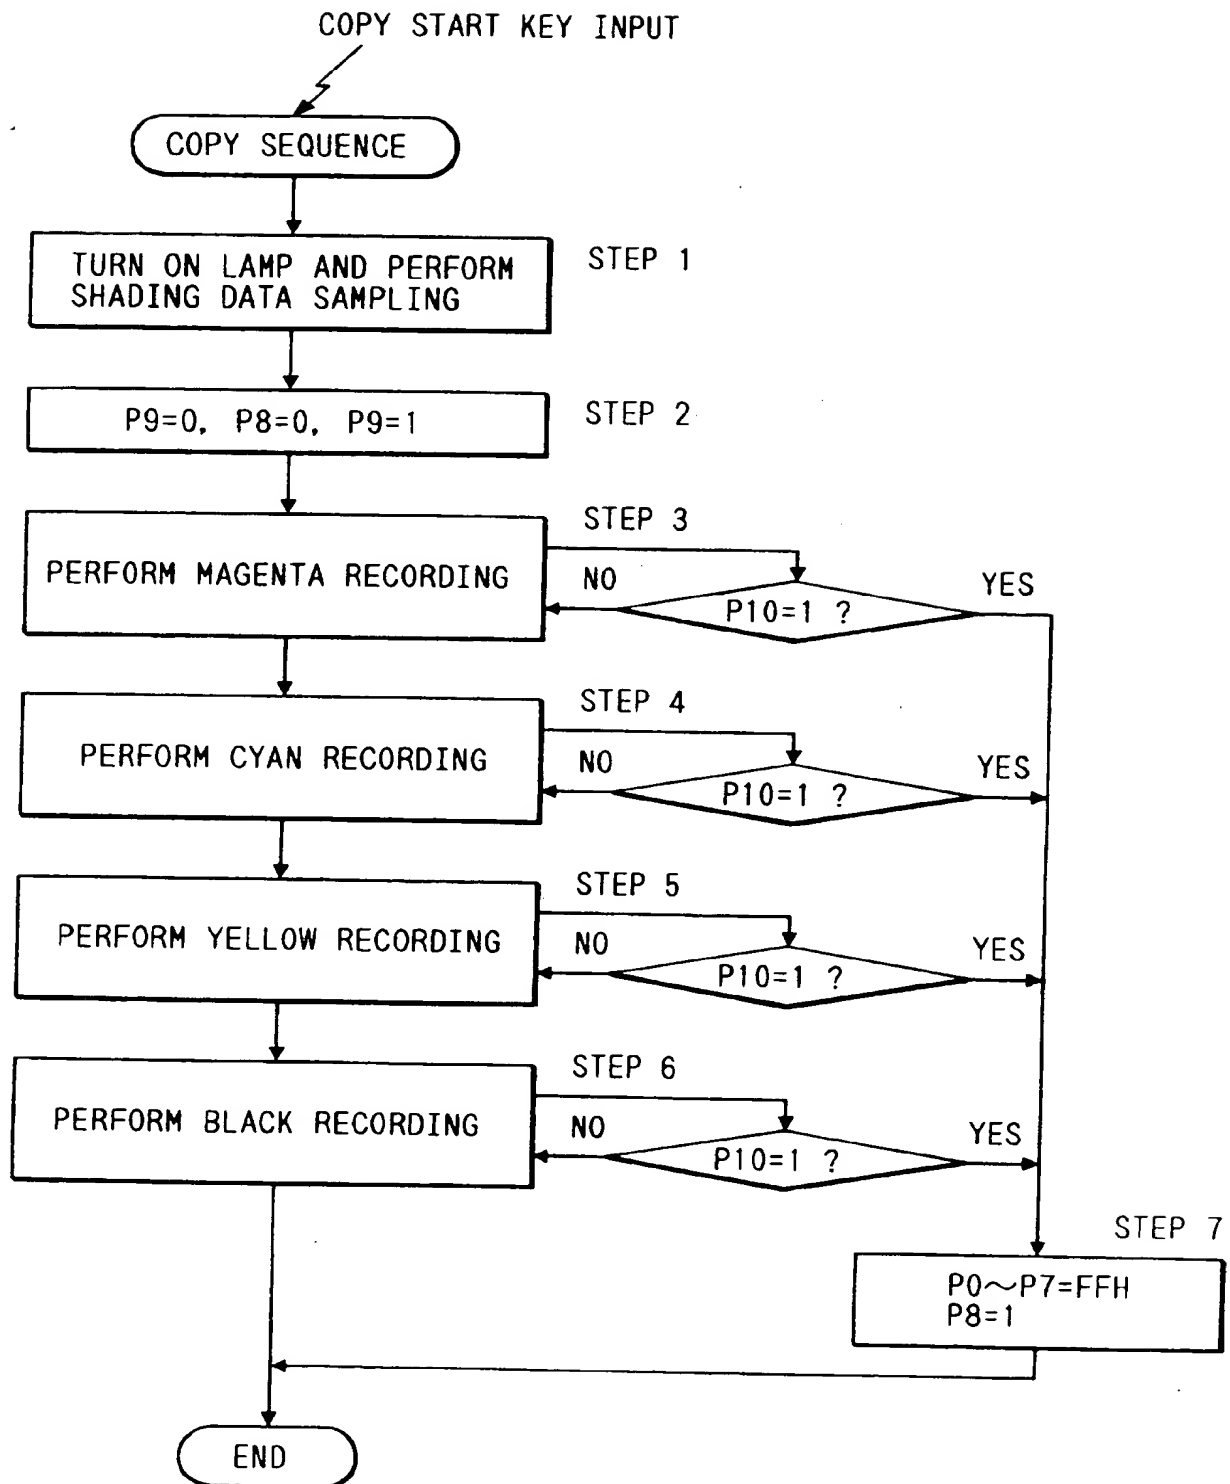 COPY START KEY INPUT
COPY SEQUENCE
TURN ON LAMP AND PERFORM
SHADING DATA SAMPLING
STEP 1
P9=0, P8=0, P9=1
STEP 2
STEP 3
PERFORM MAGENTA RECORDING
NO
P10=1 ?
YES
STEP 4
PERFORM CYAN RECORDING
NO
P10=1 ?
YES
STEP 5
PERFORM YELLOW RECORDING
NO
P10=1 ?
YES
STEP 6
PERFORM BLACK RECORDING
NO
P10=1 ?
YES
STEP 7
P0~P7=FFH
P8=1
END